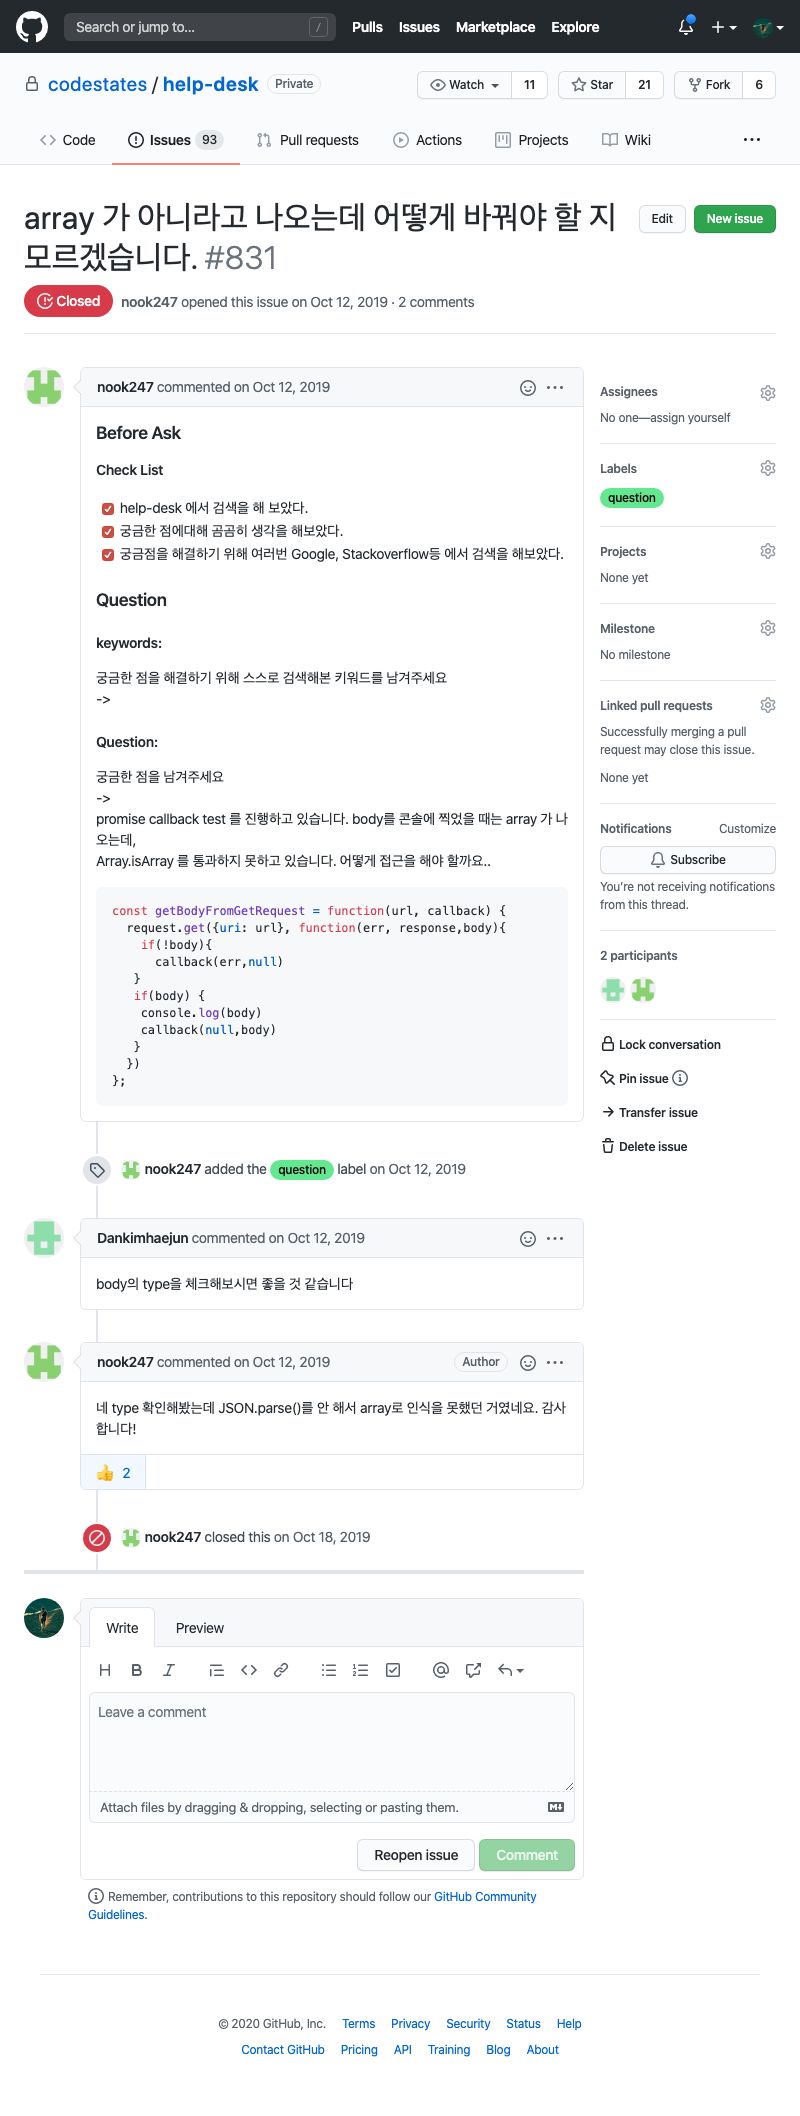 Search or jump to... /
Pulls Issues Marketplace Explore
codestates / help-desk Private
Watch 11 Star 21 Fork 6
Code Issues 93 Pull requests Actions Projects Wiki ...
array 가 아니라고 나오는데 어떻게 바꿔야 할 지
모르겠습니다. #831
Edit New issue
Closed nook247 opened this issue on Oct 12, 2019 · 2 comments
nook247 commented on Oct 12, 2019
Before Ask
Check List
help-desk 에서 검색을 해 보았다.
궁금한 점에대해 곰곰히 생각을 해보았다.
궁금점을 해결하기 위해 여러번 Google, Stackoverflow등 에서 검색을 해보았다.
Question
keywords:
궁금한 점을 해결하기 위해 스스로 검색해본 키워드를 남겨주세요
->
Question:
궁금한 점을 남겨주세요
->
promise callback test 를 진행하고 있습니다. body를 콘솔에 찍었을 때는 array 가 나
오는데,
Array.isArray 를 통과하지 못하고 있습니다. 어떻게 접근을 해야 할까요..
const getBodyFromGetRequest = function(url, callback) {
request.get({uri: url}, function(err, response,body){
if(!body){
callback(err,null)
}
if(body) {
console.log(body)
callback(null,body)
}
})
};
nook247 added the question label on Oct 12, 2019
Dankimhaejun commented on Oct 12, 2019
body의 type을 체크해보시면 좋을 것 같습니다
nook247 commented on Oct 12, 2019 Author
네 type 확인해봤는데 JSON.parse()를 안 해서 array로 인식을 못했던 거였네요. 감사
합니다!
👍 2
nook247 closed this on Oct 18, 2019
Assignees
No one—assign yourself
Labels
question
Projects
None yet
Milestone
No milestone
Linked pull requests
Successfully merging a pull
request may close this issue.
None yet
Notifications Customize
Subscribe
You're not receiving notifications
from this thread.
2 participants
Lock conversation
Pin issue
Transfer issue
Delete issue
Write Preview
H B I
Leave a comment
Attach files by dragging & dropping, selecting or pasting them.
Reopen issue Comment
Remember, contributions to this repository should follow our GitHub Community
Guidelines.
© 2020 GitHub, Inc. Terms Privacy Security Status Help
Contact GitHub Pricing API Training Blog About